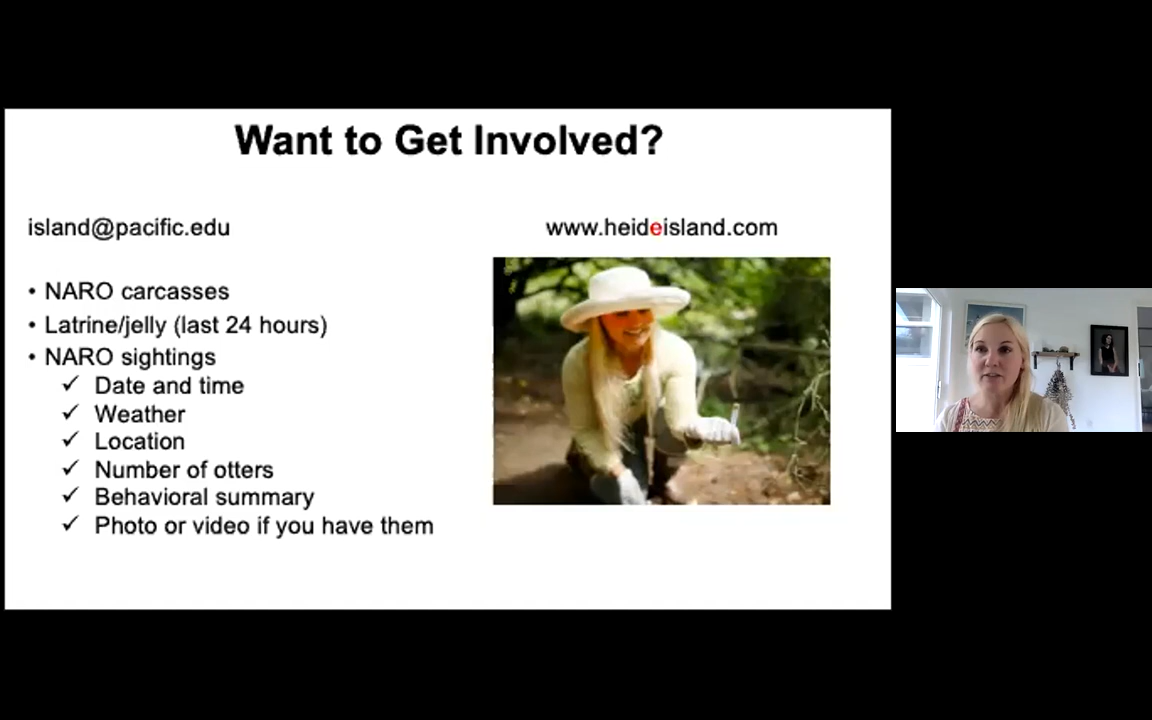 Want to Get Involved?
island@pacific.edu
www.heideisland.com
• NARO carcasses
• Latrine/jelly (last 24 hours)
• NARO sightings
✓ Date and time
✓ Weather
✓ Location
✓ Number of otters
✓ Behavioral summary
✓ Photo or video if you have them